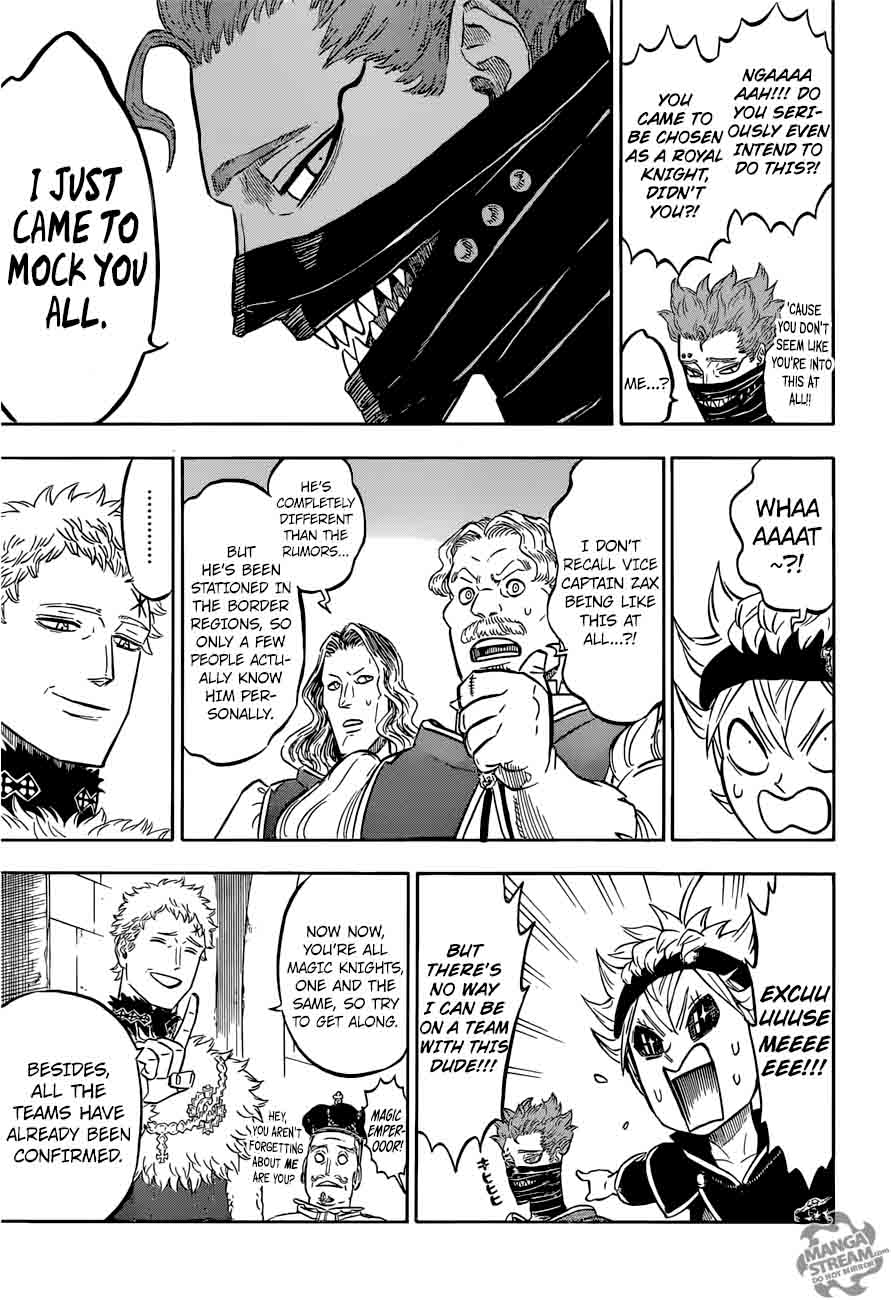 NGAAAA
AAH!!! DO
YOU SERI-
OUSLY EVEN
INTEND TO
DO THIS?!
YOU
CAME TO
BE CHOSEN
AS A ROYAL
KNIGHT,
DIDN'T
YOU?!
'CAUSE
YOU DON'T
SEEM LIKE
YOU'RE INTO
THIS AT
ALL!!
ME...?
I JUST
CAME TO
MOCK YOU
ALL.
WHAA
AAAAT
~?!
I DON'T
RECALL VICE
CAPTAIN ZAX
BEING LIKE
THIS AT
ALL...?!
HE'S
COMPLETELY
DIFFERENT
THAN THE
RUMORS...
BUT
HE'S BEEN
STATIONED IN
THE BORDER
REGIONS, SO
ONLY A FEW
PEOPLE ACTU-
ALLY KNOW
HIM PER-
SONALLY.
.........
EXCUU
UUUUSE
MEEEE
EEE!!!
BUT
THERE'S
NO WAY
I CAN BE
ON A TEAM
WITH THIS
DUDE!!!
NOW NOW,
YOU'RE ALL
MAGIC KNIGHTS,
ONE AND THE
SAME, SO TRY
TO GET ALONG.
MAGIC
EMPER-
OOOR!
HEY,
YOU AREN'T
FORGETTING
ABOUT ME
ARE YOU?
BESIDES,
ALL THE
TEAMS HAVE
ALREADY BEEN
CONFIRMED.
MANGA
STREAM.com
DO NOT MIRROR!